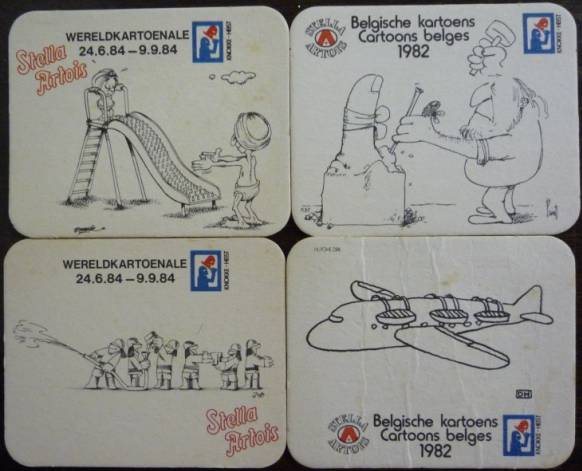 WERELDKARTOENALE
24.6.84 – 9.9.84
Stella
Artois
KNOKKE - HEIST
STELLA
ARTOIS
Belgische kartoens
Cartoons belges
1982
KNOKKE - HEIST
WERELDKARTOENALE
24.6.84 – 9.9.84
KNOKKE - HEIST
Stella
Artois
DH
STELLA
ARTOIS
Belgische kartoens
Cartoons belges
1982
KNOKKE - HEIST